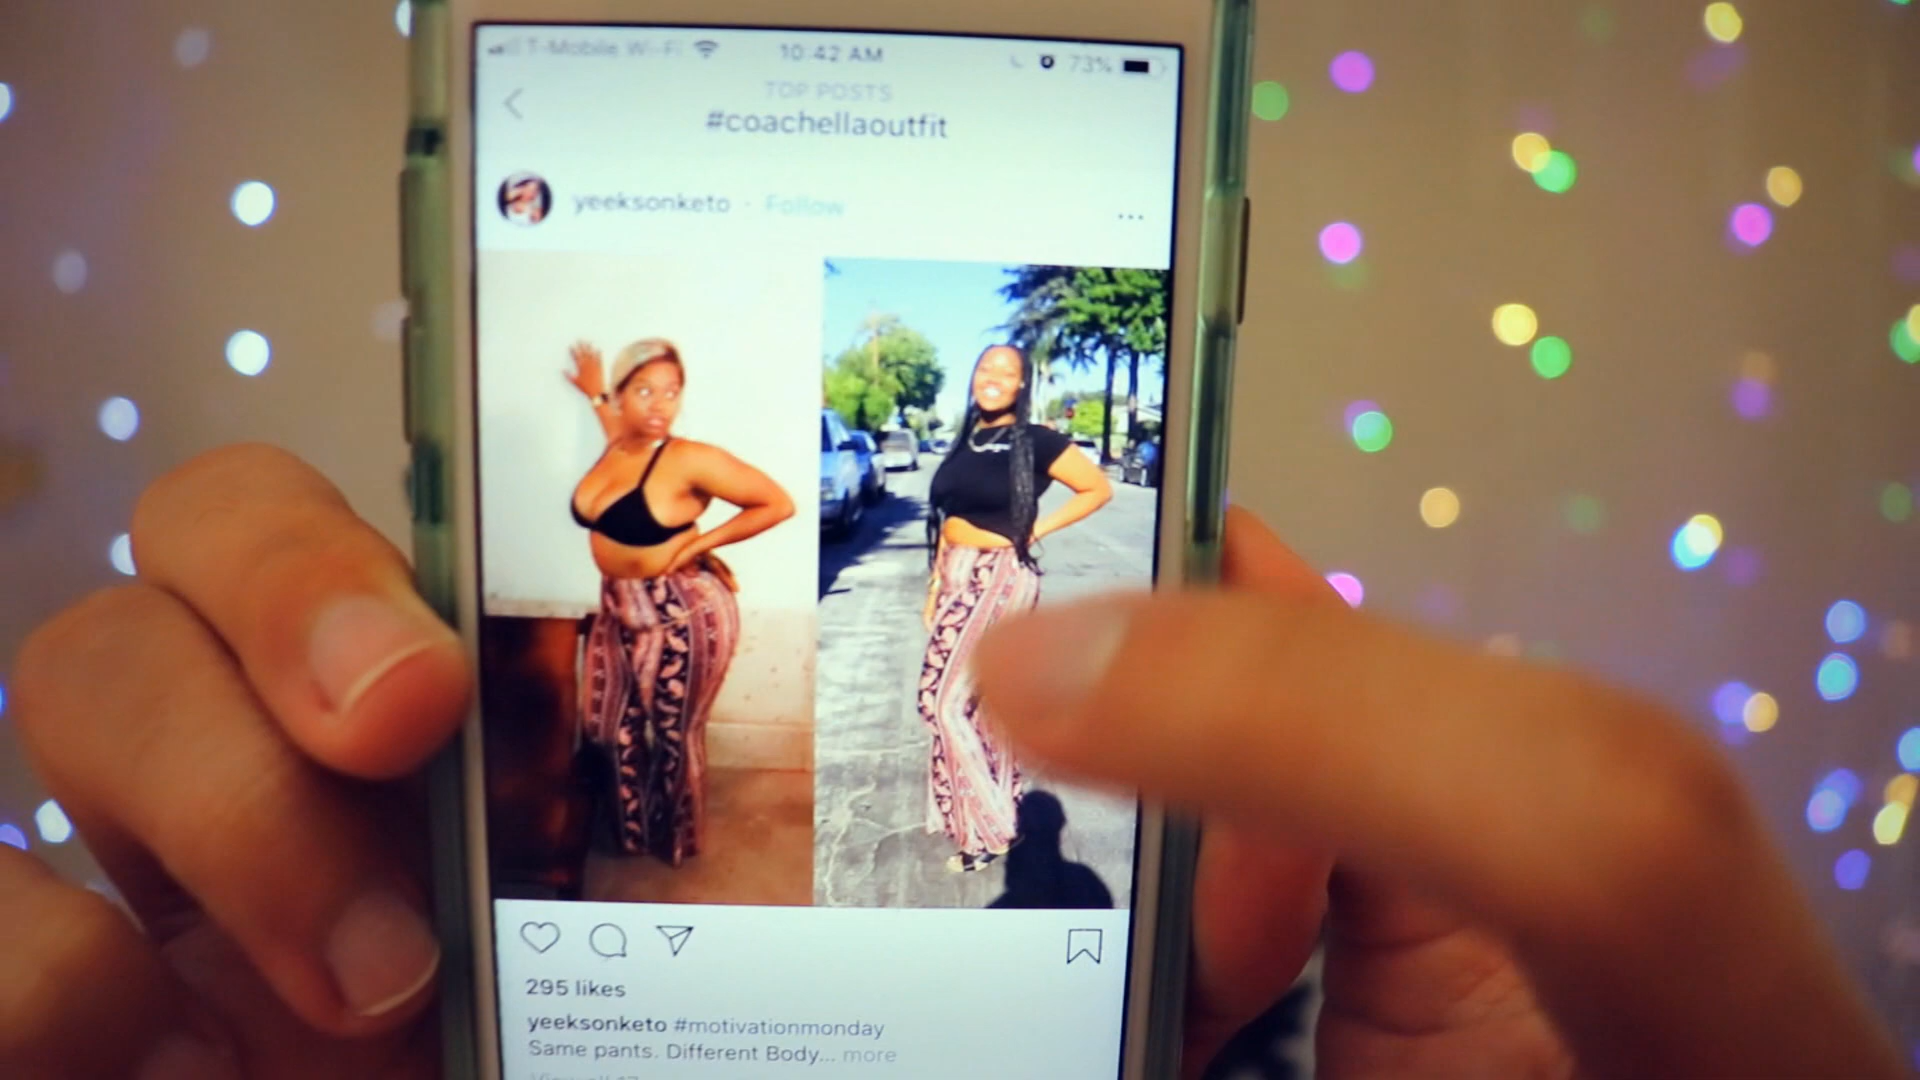 T-Mobile Wi-Fi 10:42 AM 73%
TOP POSTS
#coachellaoutfit
yeeksonketo · Follow
295 likes
yeeksonketo #motivationmonday
Same pants. Different Body... more